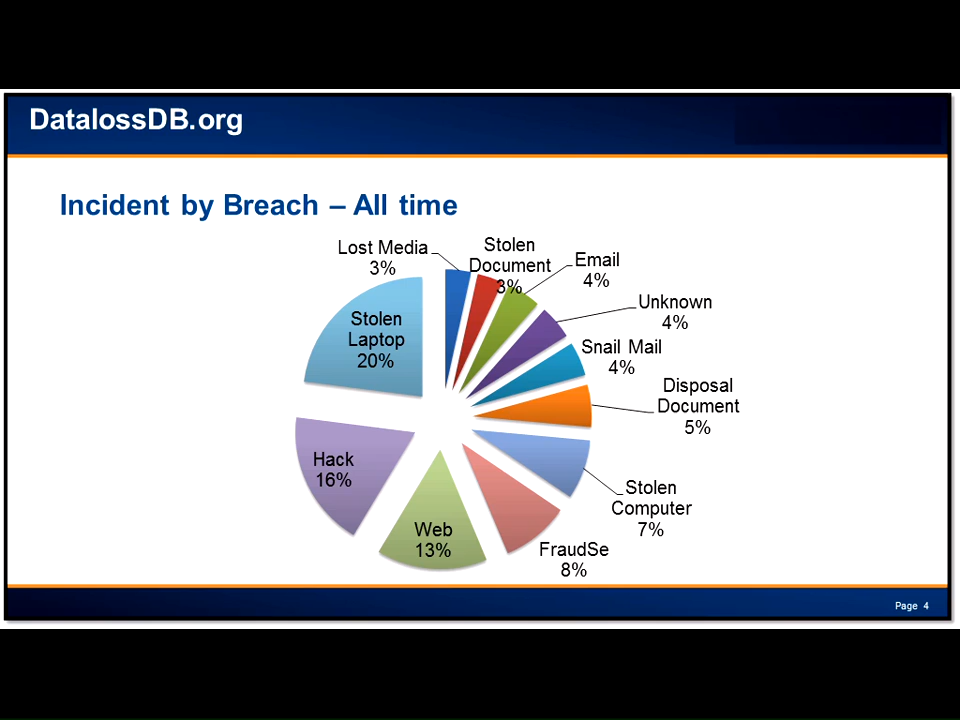 DatalossDB.org
Incident by Breach – All time
Lost Media
3%
Stolen
Document
3%
Email
4%
Unknown
4%
Snail Mail
4%
Disposal
Document
5%
Stolen
Computer
7%
FraudSe
8%
Web
13%
Hack
16%
Stolen
Laptop
20%
Page 4